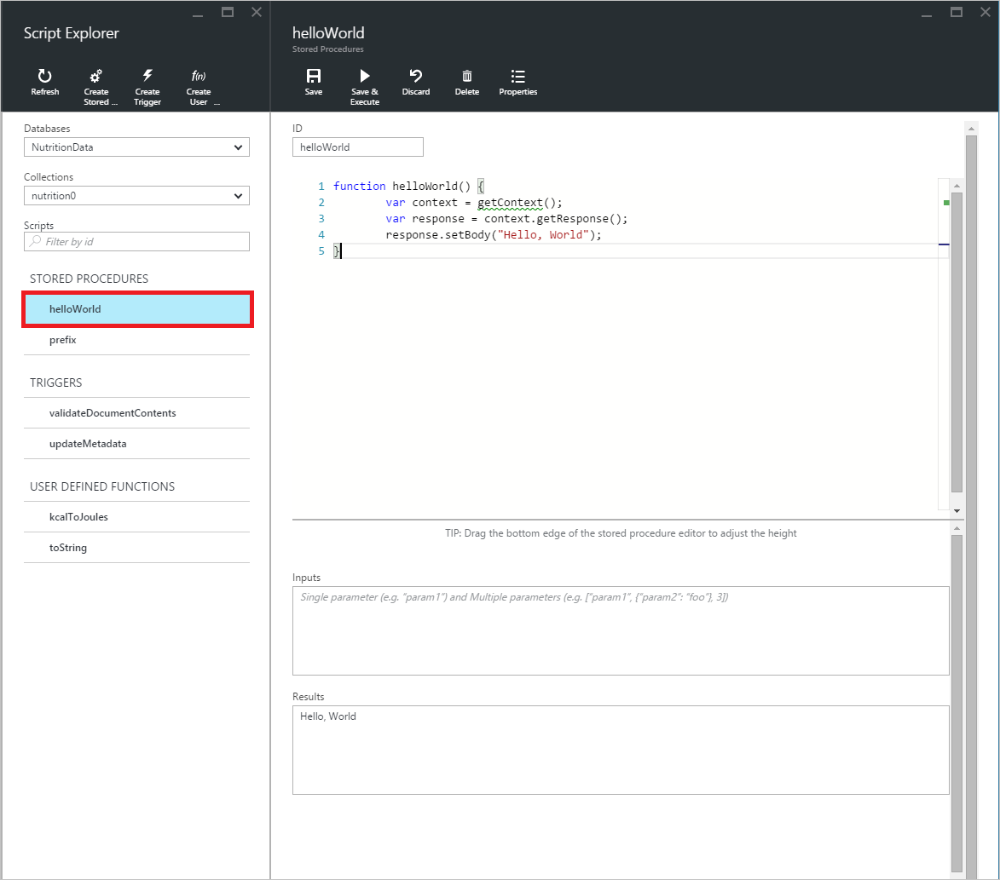 Script Explorer
Refresh
Create
Stored ...
Create
Trigger
f(n)
Create
User ...
Databases
NutritionData
Collections
nutrition0
Scripts
Filter by id
STORED PROCEDURES
helloWorld
prefix
TRIGGERS
validateDocumentContents
updateMetadata
USER DEFINED FUNCTIONS
kcalToJoules
toString
helloWorld
Stored Procedures
Save
Save &
Execute
Discard
Delete
Properties
ID
helloWorld
1 function helloWorld() {
2 var context = getContext();
3 var response = context.getResponse();
4 response.setBody("Hello, World");
5 }
TIP: Drag the bottom edge of the stored procedure editor to adjust the height
Inputs
Single parameter (e.g. "param1") and Multiple parameters (e.g. ["param1", {"param2": "foo"}, 3])
Results
Hello, World